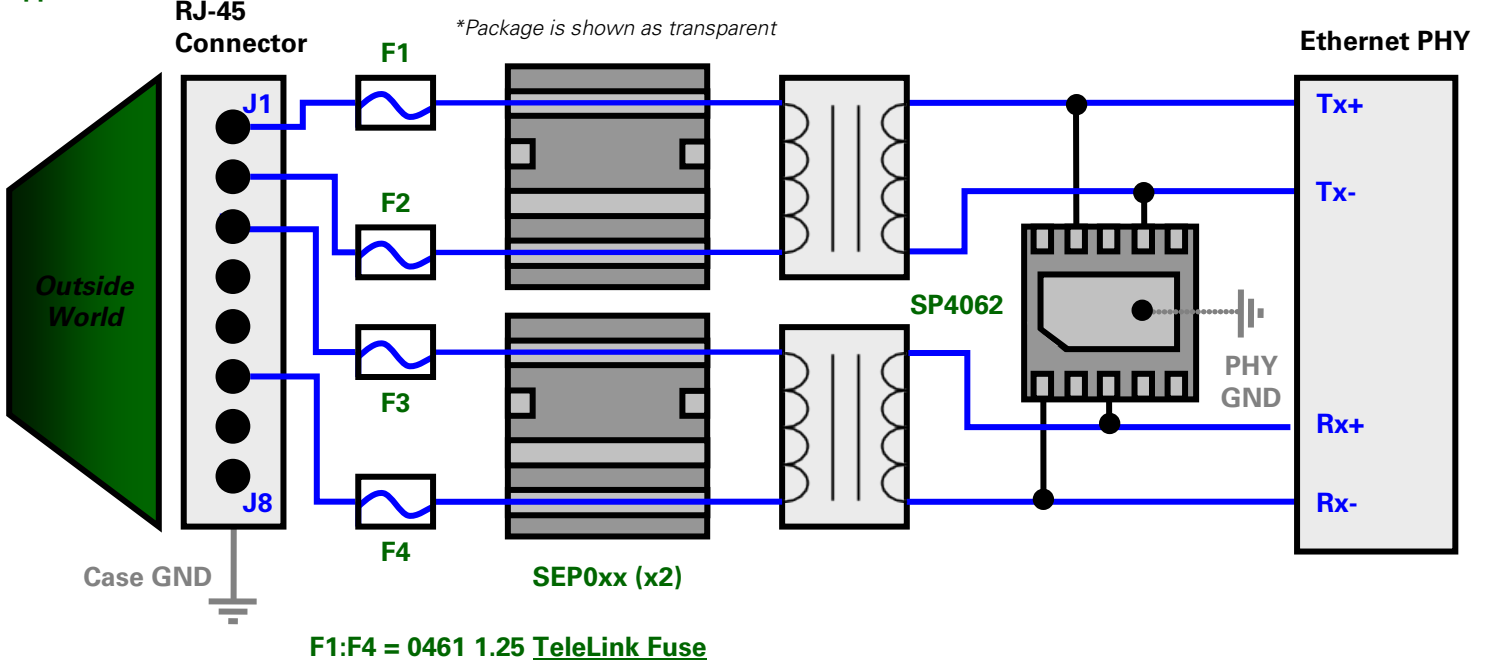 RJ-45
Connector
*Package is shown as transparent
F1
Ethernet PHY
J1
Tx+
F2
Tx-
Outside
World
SP4062
PHY
GND
F3
Rx+
J8
Rx-
F4
Case GND
SEP0xx (x2)
F1:F4 = 0461 1.25 TeleLink Fuse